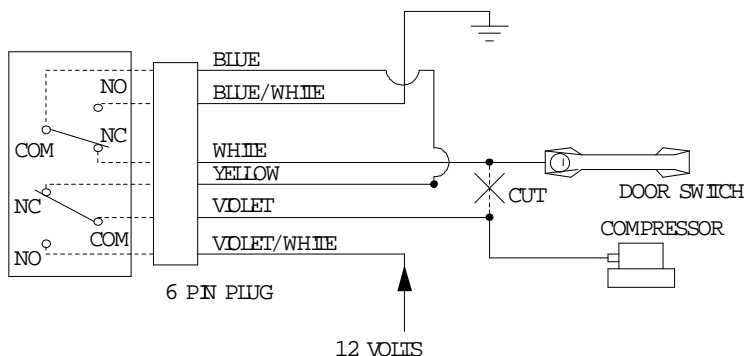 BLUE
NO
BLUE/WHITE
NC
COM
WHITE
YELLOW
CUT
DOOR SWITCH
NC
VIOLET
COM
COMPRESSOR
NO
VIOLET/WHITE
6 PIN PLUG
12 VOLTS